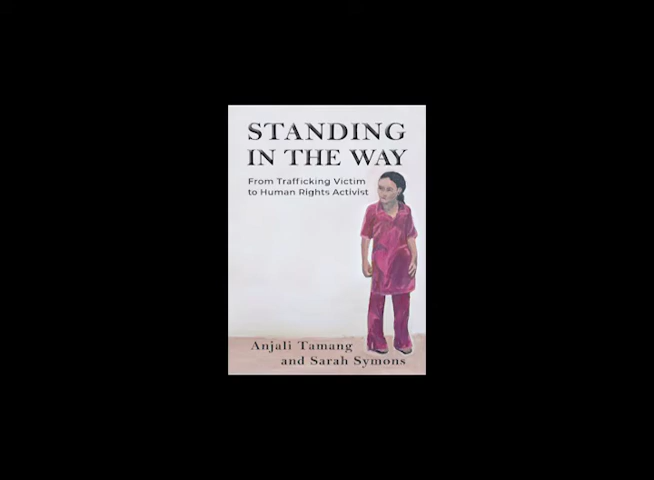 STANDING
IN THE WAY
From Trafficking Victim
to Human Rights Activist
Anjali Tamang
and Sarah Symons